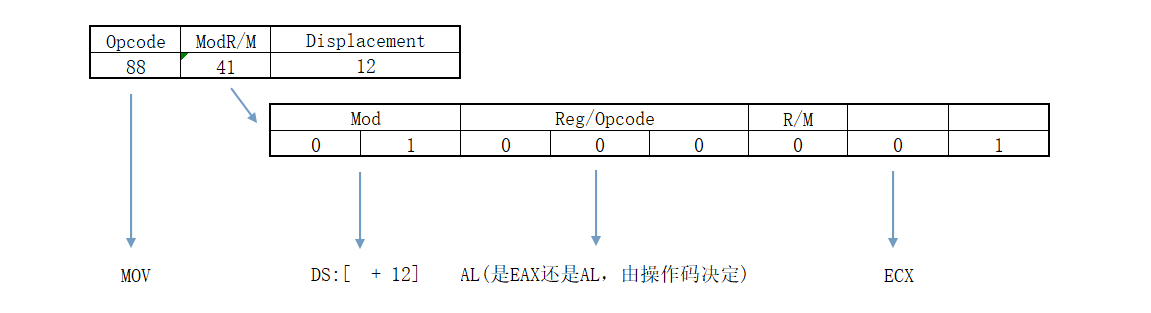 Opcode ModR/M Displacement
88 41 12
Mod Reg/Opcode R/M
0 1 0 0 0 0 0 1
MOV DS:[ + 12] AL(是EAX还是AL，由操作码决定) ECX